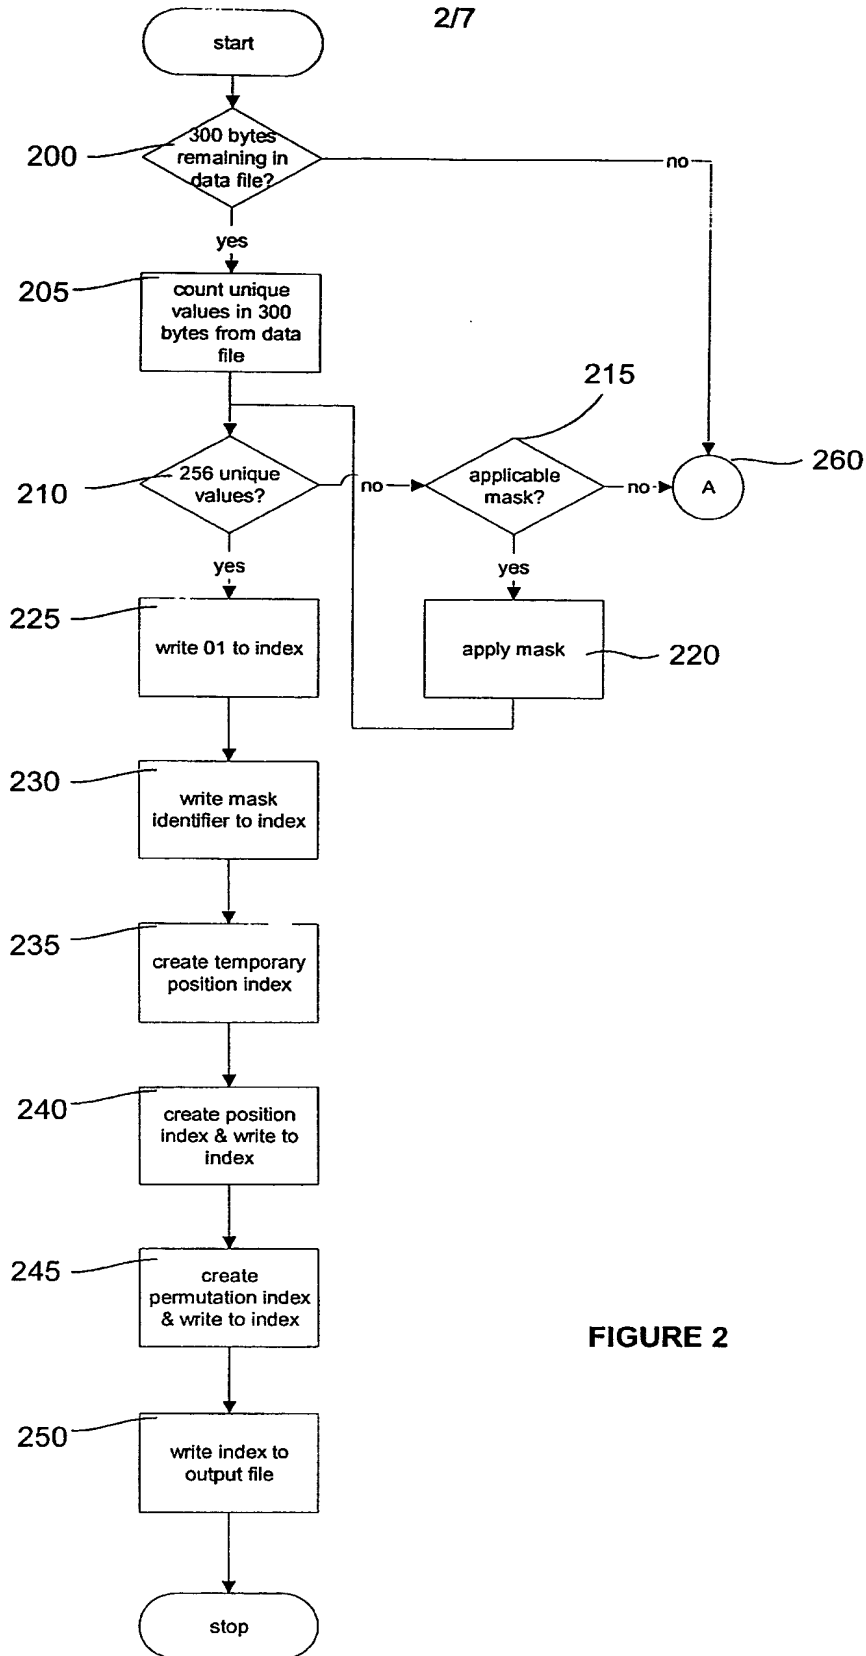 2/7
start
200
300 bytes
remaining in
data file?
no
yes
205
count unique
values in 300
bytes from data
file
215
210
256 unique
values?
no
applicable
mask?
no
A
260
yes
yes
225
write 01 to index
apply mask
220
230
write mask
identifier to index
235
create temporary
position index
240
create position
index & write to
index
245
create
permutation index
& write to index
FIGURE 2
250
write index to
output file
stop